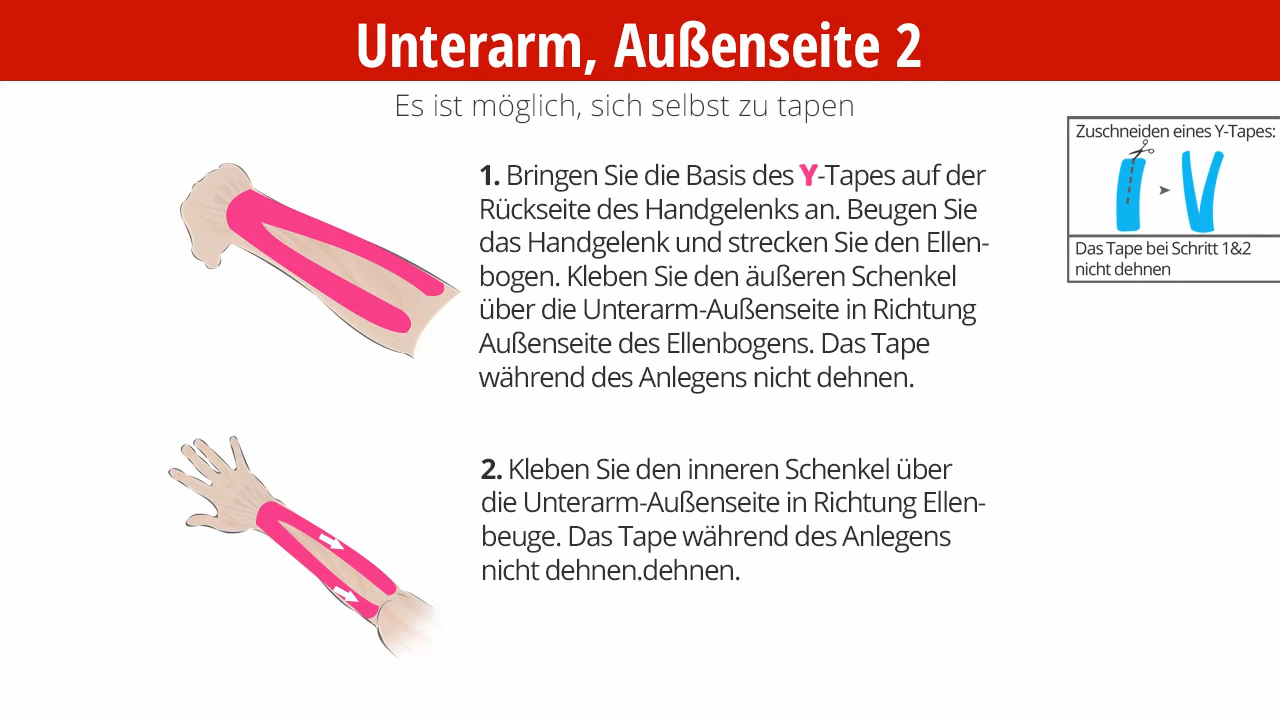 Unterarm, Außenseite 2
Es ist möglich, sich selbst zu tapen
1. Bringen Sie die Basis des Y-Tapes auf der
Rückseite des Handgelenks an. Beugen Sie
das Handgelenk und strecken Sie den Ellen-
bogen. Kleben Sie den äußeren Schenkel
über die Unterarm-Außenseite in Richtung
Außenseite des Ellenbogens. Das Tape
während des Anlegens nicht dehnen.
2. Kleben Sie den inneren Schenkel über
die Unterarm-Außenseite in Richtung Ellen-
beuge. Das Tape während des Anlegens
nicht dehnen.dehnen.
Zuschneiden eines Y-Tapes:
Das Tape bei Schritt 1&2
nicht dehnen